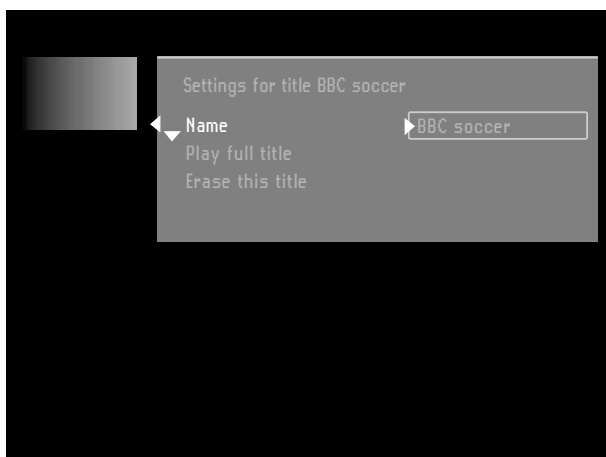 Settings for title BBC soccer
Name BBC soccer
Play full title
Erase this title